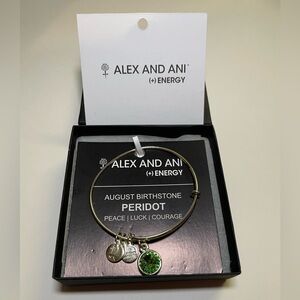 ALEX AND ANI®
(+) ENERGY
ALEX AND ANI
(+) ENERGY
AUGUST BIRTHSTONE
PERIDOT
PEACE | LUCK | COURAGE